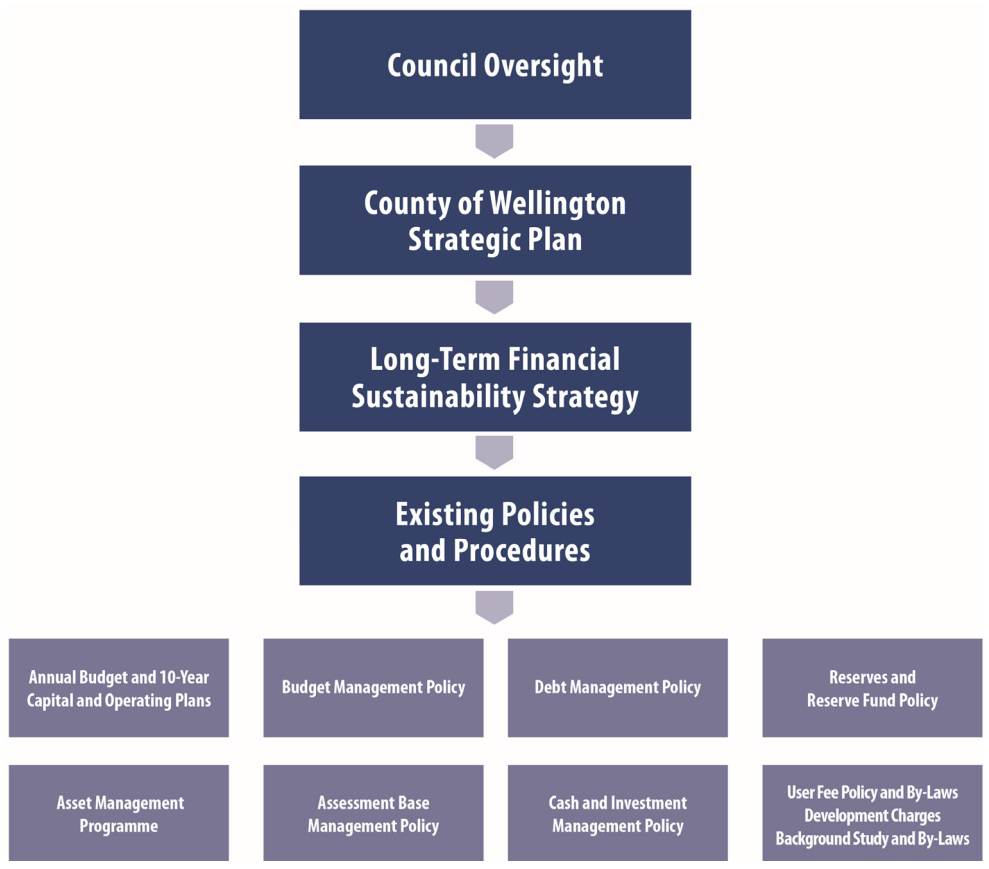 Council Oversight
County of Wellington
Strategic Plan
Long-Term Financial
Sustainability Strategy
Existing Policies
and Procedures
Annual Budget and 10-Year
Capital and Operating Plans
Budget Management Policy
Debt Management Policy
Reserves and
Reserve Fund Policy
Asset Management
Programme
Assessment Base
Management Policy
Cash and Investment
Management Policy
User Fee Policy and By-Laws
Development Charges
Background Study and By-Laws